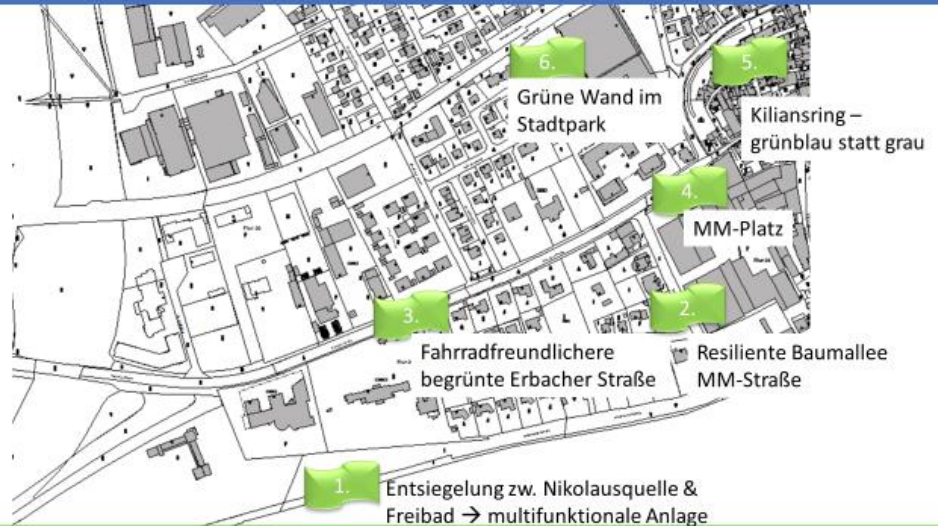 6.
Grüne Wand im
Stadtpark
5.
Kiliansring –
grünblau statt grau
4.
MM-Platz
3.
Fahrradfreundlichere
begrünte Erbacher Straße
2.
Resiliente Baumallee
MM-Straße
1.
Entsiegelung zw. Nikolausquelle &
Freibad → multifunktionale Anlage